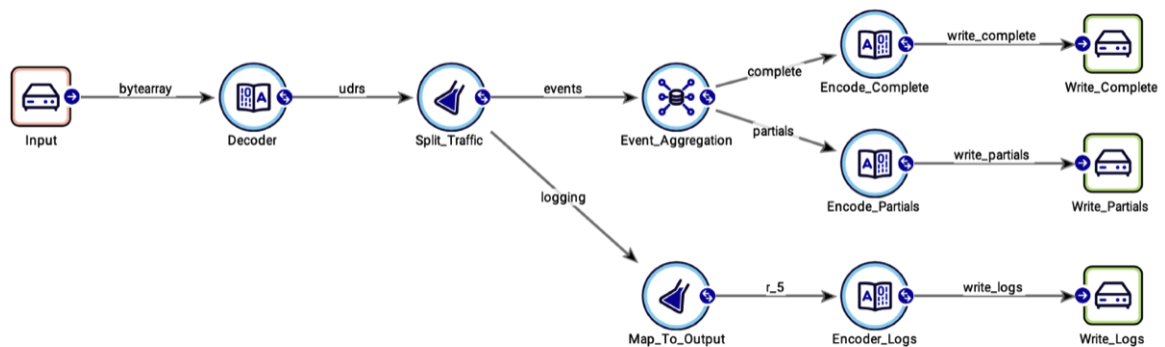 write_complete
complete
Encode_Complete
Write_Complete
bytearray
udrs
events
Input
Decoder
Split_Traffic
Event_Aggregation
partials
write_partials
Encode_Partials
Write_Partials
logging
r_5
write_logs
Map_To_Output
Encoder_Logs
Write_Logs